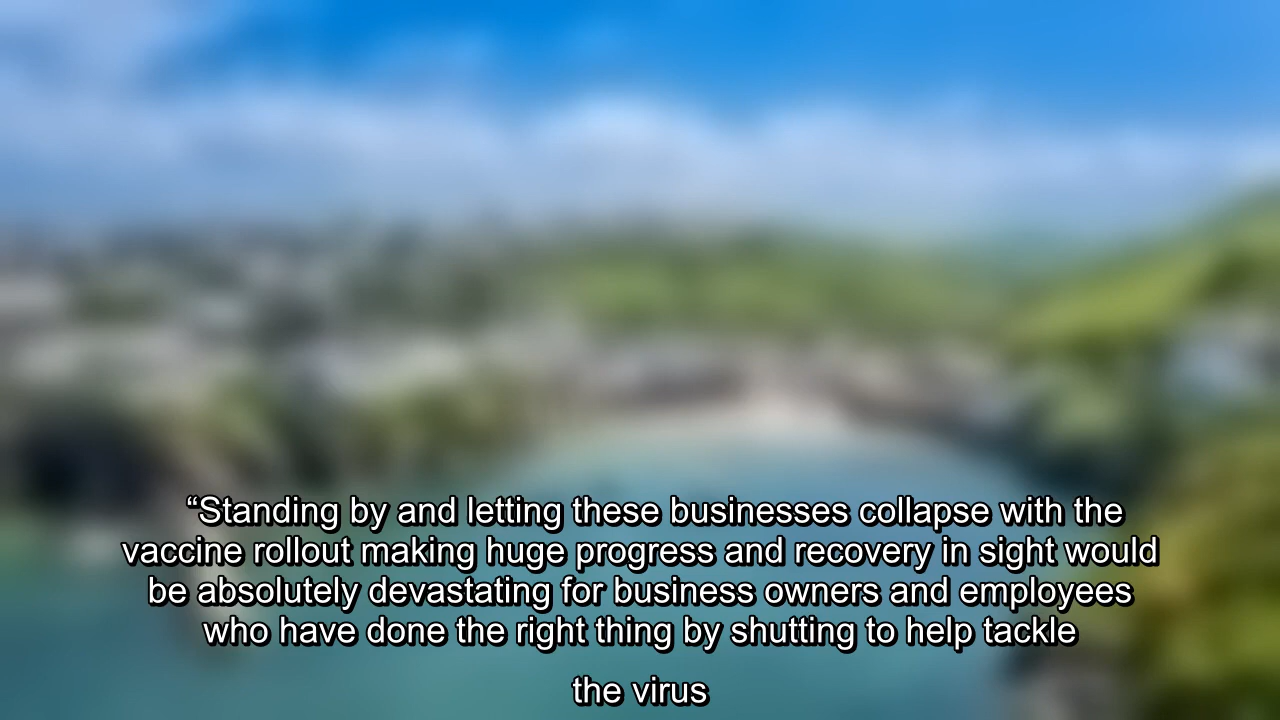 “Standing by and letting these businesses collapse with the
vaccine rollout making huge progress and recovery in sight would
be absolutely devastating for business owners and employees
who have done the right thing by shutting to help tackle
the virus